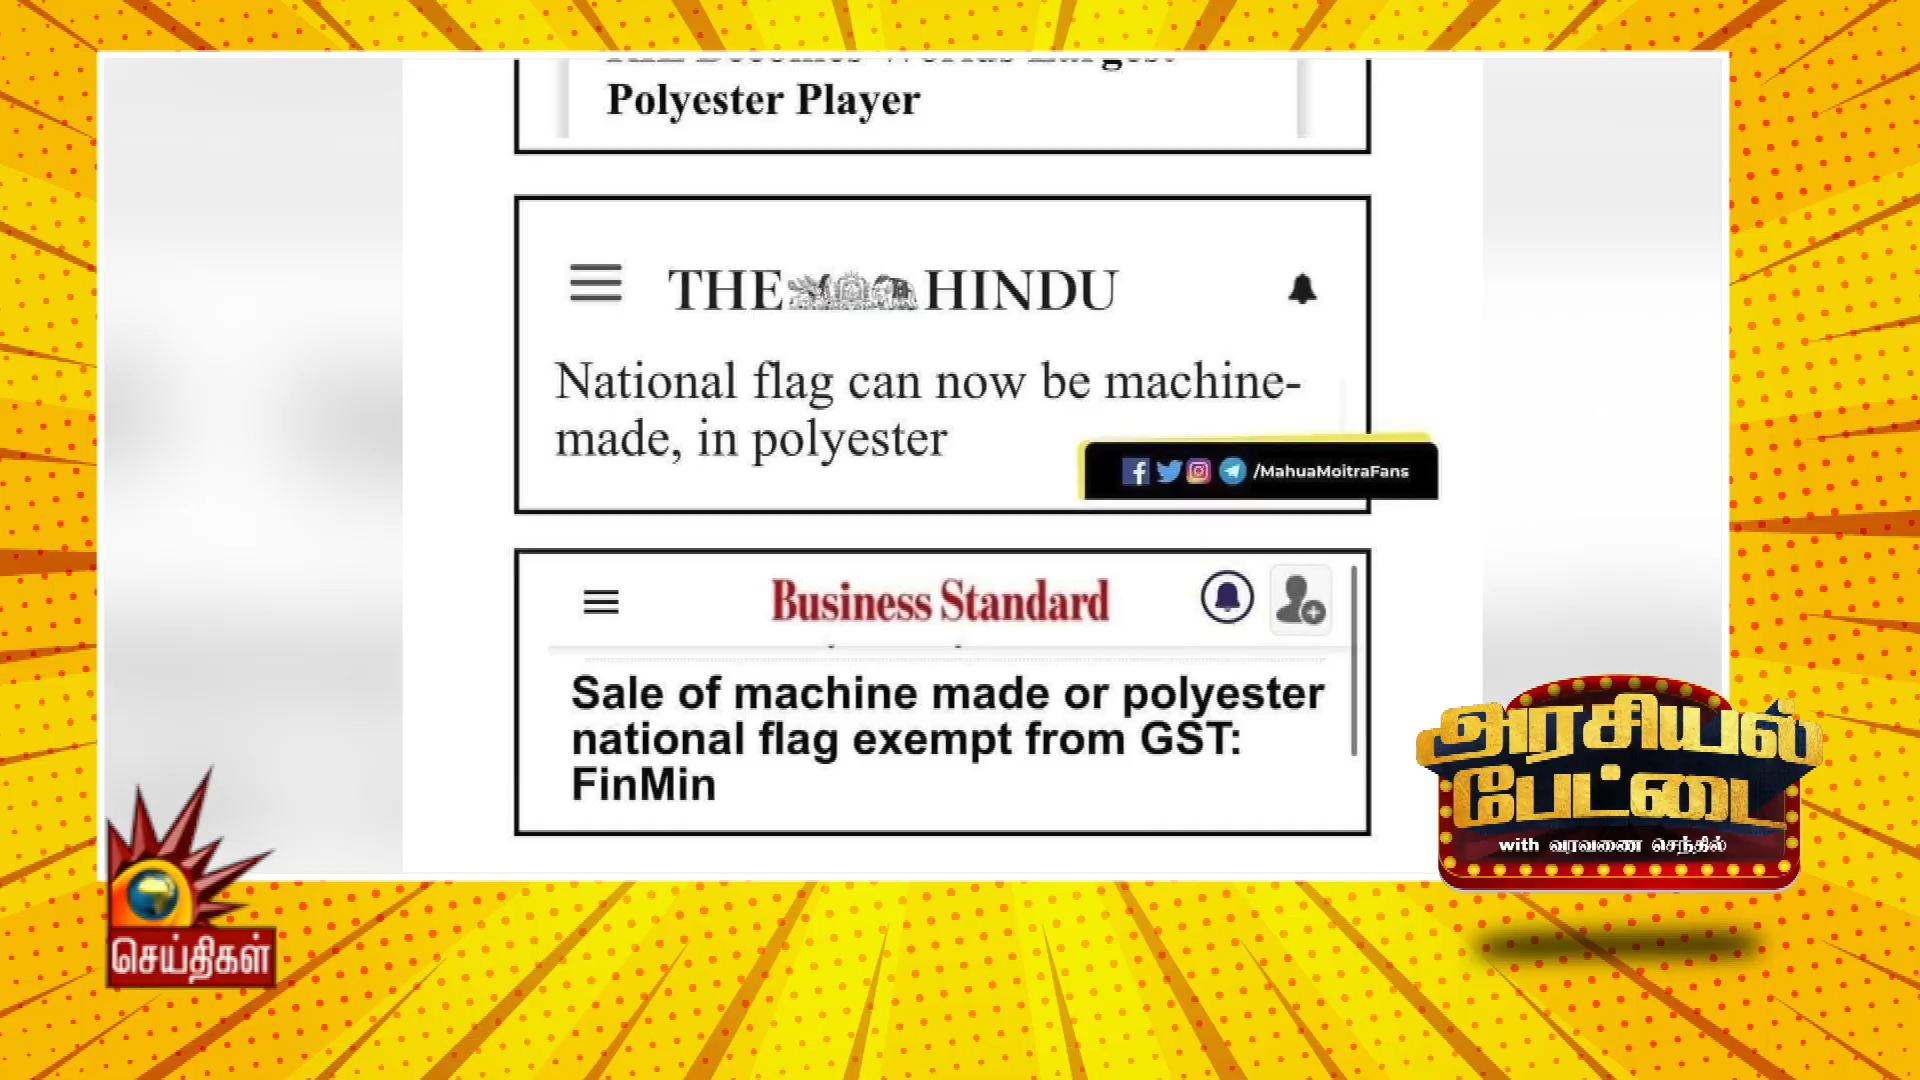 Polyester Player
THE HINDU
National flag can now be machine-
made, in polyester
/MahuaMoitraFans
Business Standard
Sale of machine made or polyester
national flag exempt from GST:
FinMin
அரசியல்
பேட்டை
with வரவணை செந்தில்
செய்திகள்